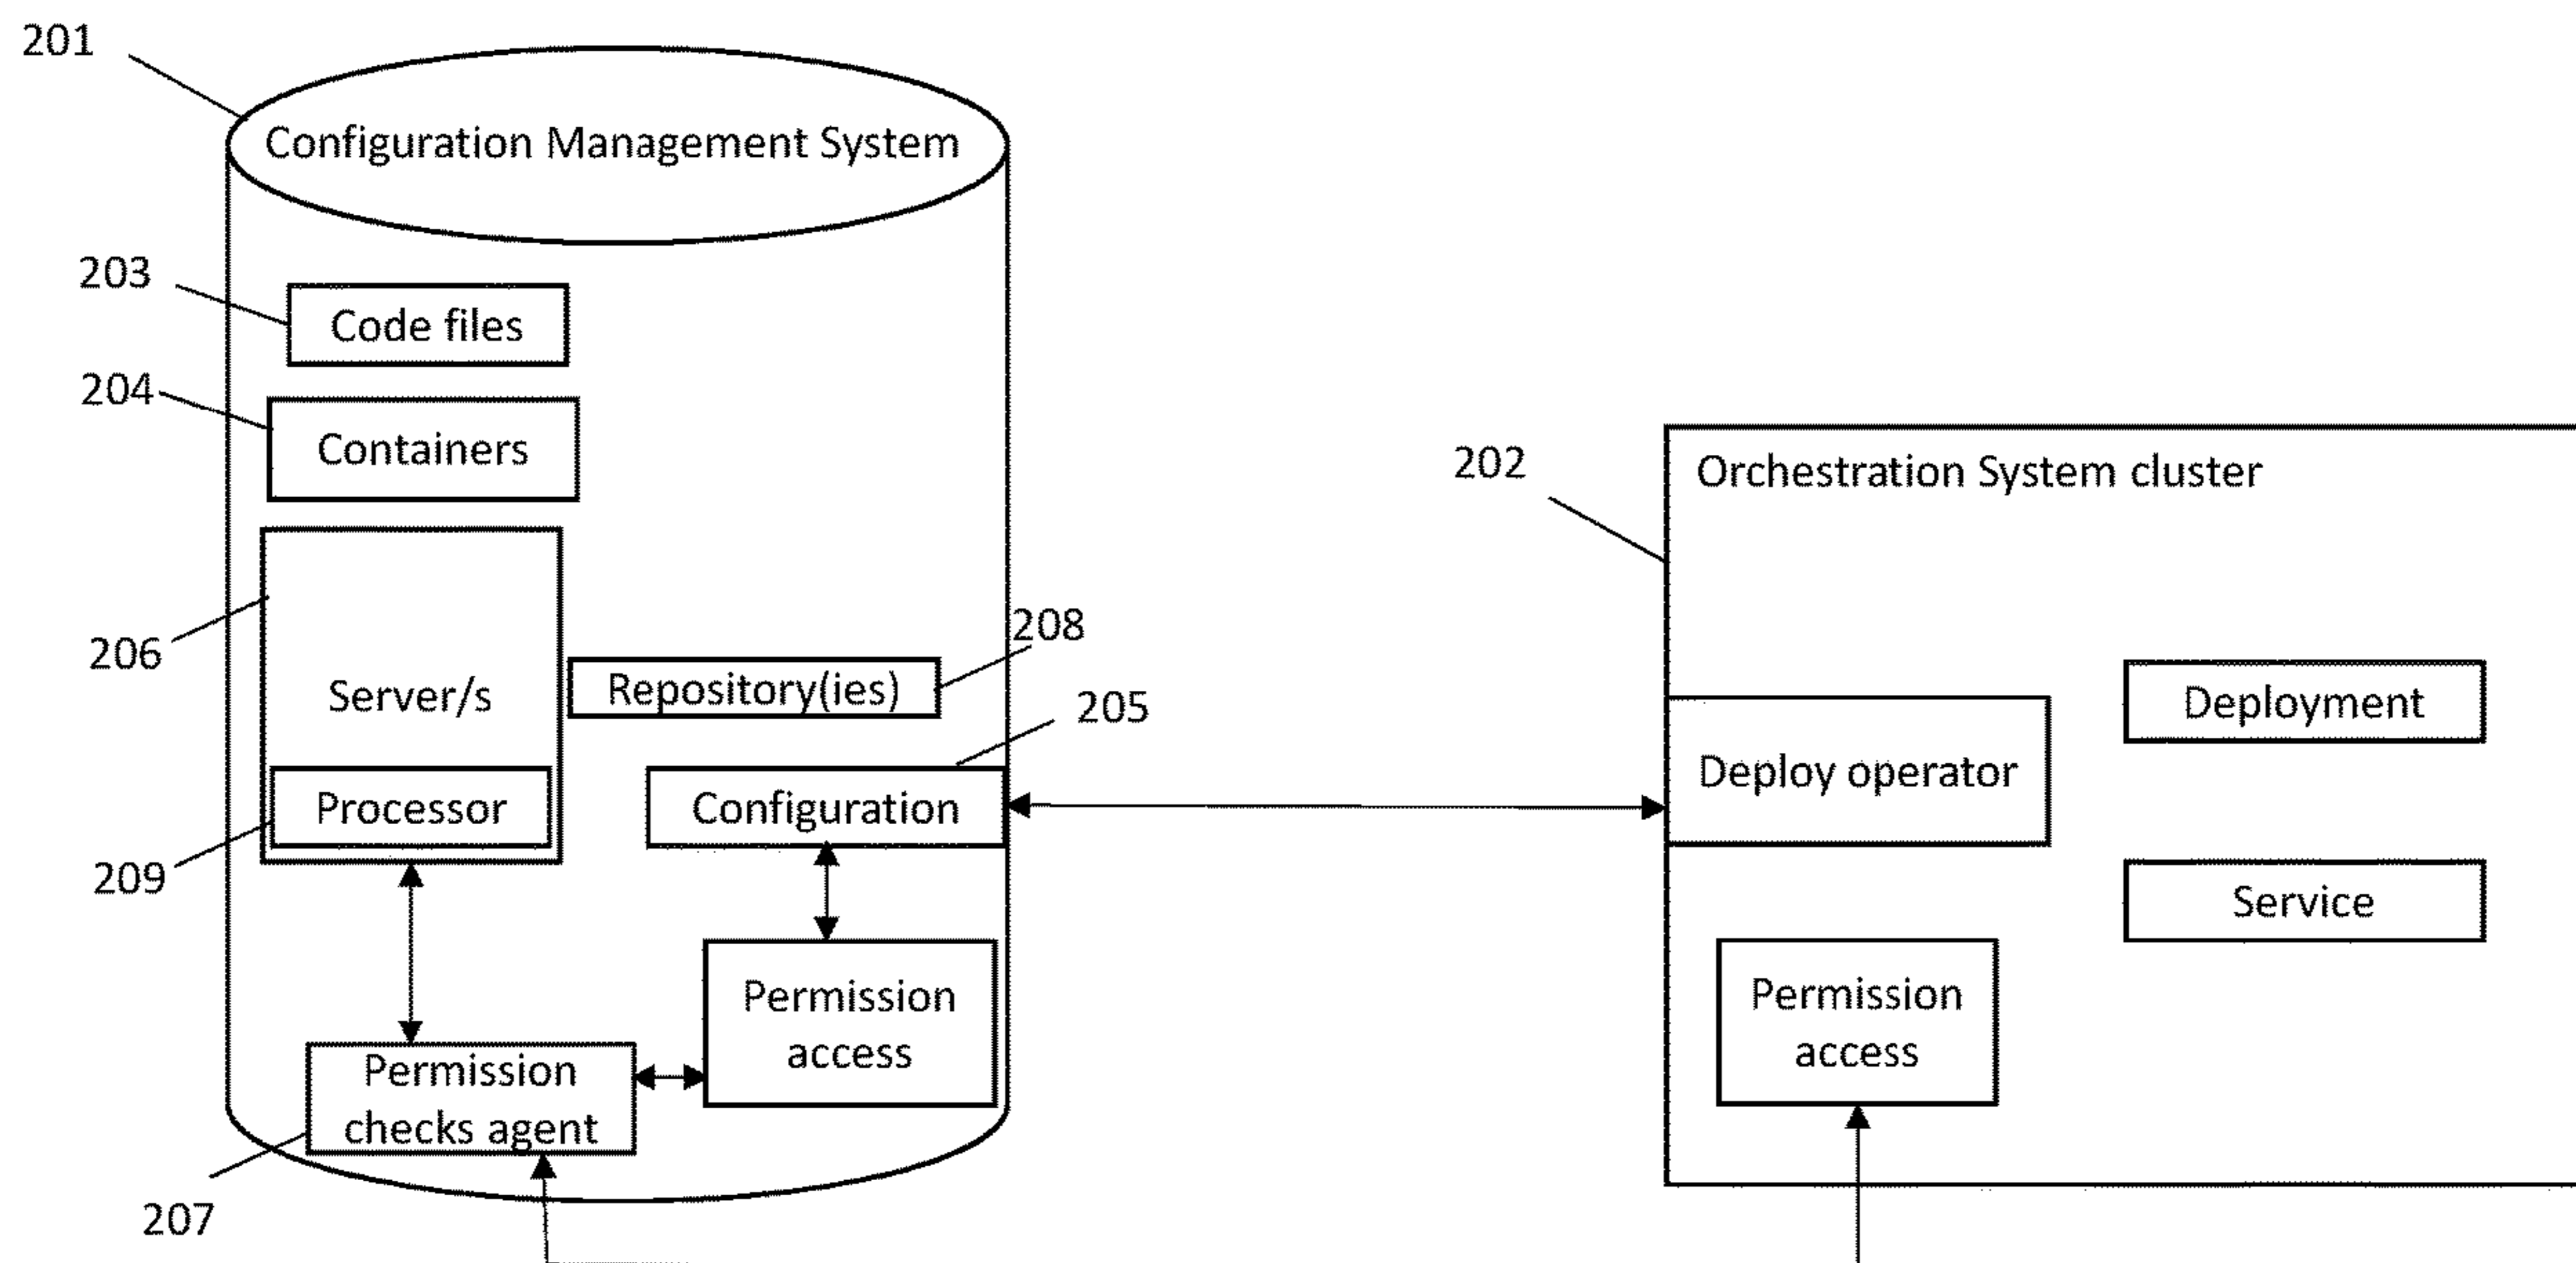 201
Configuration Management System
203
Code files
204
Containers
202
Orchestration System cluster
206
Server/s
208
Repository(ies)
205
Deployment
Deploy operator
Processor
Configuration
209
Service
Permission
access
Permission
access
Permission
checks agent
207